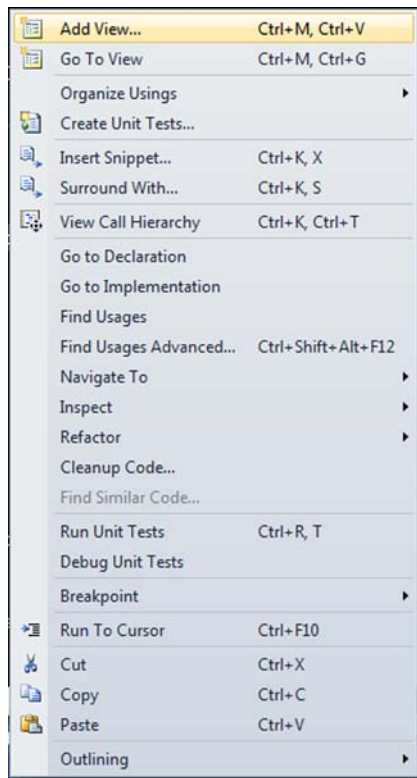 Add View... Ctrl+M, Ctrl+V
Go To View Ctrl+M, Ctrl+G
Organize Usings
Create Unit Tests...
Insert Snippet... Ctrl+K, X
Surround With... Ctrl+K, S
View Call Hierarchy Ctrl+K, Ctrl+T
Go to Declaration
Go to Implementation
Find Usages
Find Usages Advanced... Ctrl+Shift+Alt+F12
Navigate To
Inspect
Refactor
Cleanup Code...
Find Similar Code...
Run Unit Tests Ctrl+R, T
Debug Unit Tests
Breakpoint
Run To Cursor Ctrl+F10
Cut Ctrl+X
Copy Ctrl+C
Paste Ctrl+V
Outlining